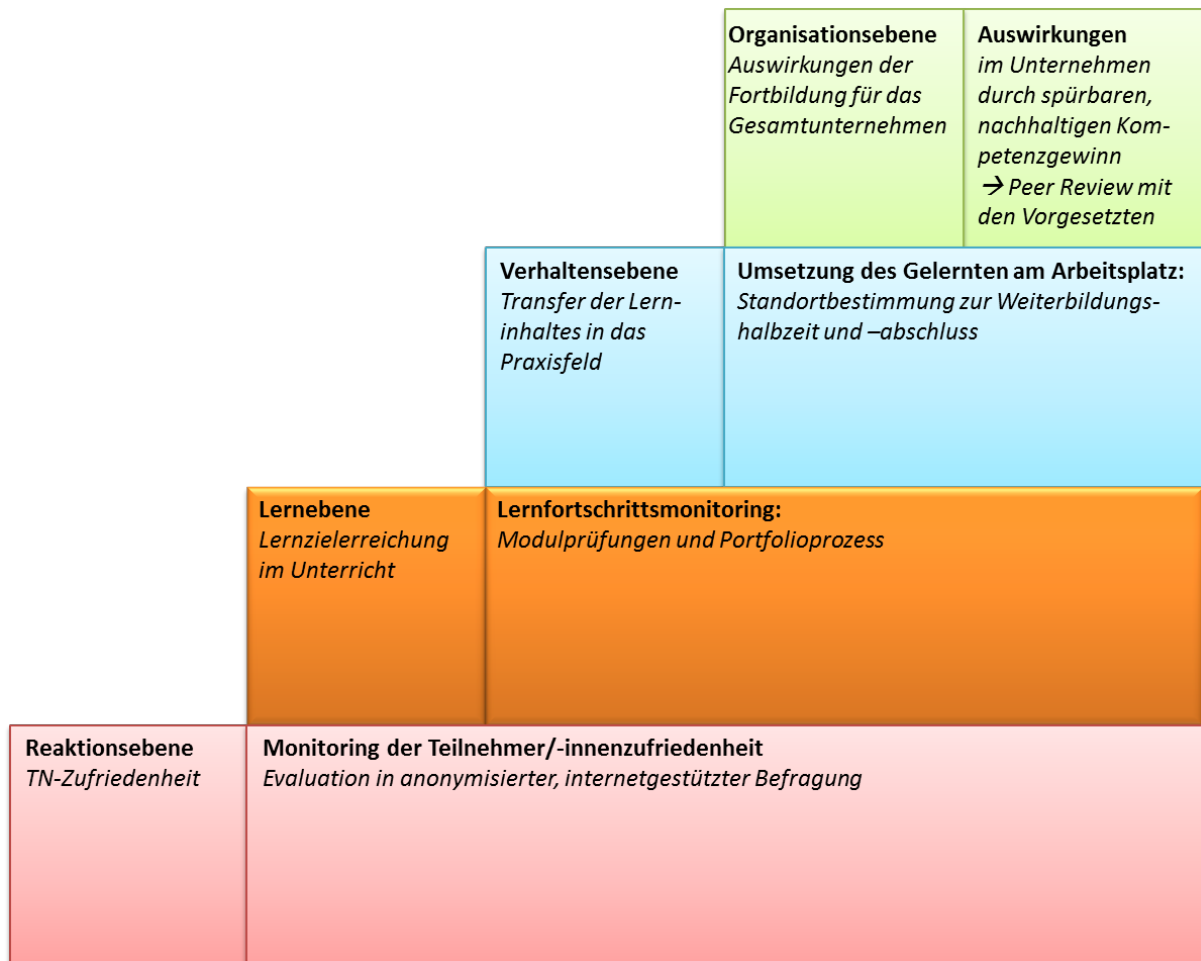 Organisationsebene
Auswirkungen der
Fortbildung für das
Gesamtunternehmen
Auswirkungen
im Unternehmen
durch spürbaren,
nachhaltigen Kom-
petenzgewinn
→ Peer Review mit
den Vorgesetzten
Verhaltensebene
Transfer der Lern-
inhaltes in das
Praxisfeld
Umsetzung des Gelernten am Arbeitsplatz:
Standortbestimmung zur Weiterbildungs-
halbzeit und –abschluss
Lernebene
Lernzielerreichung
im Unterricht
Lernfortschrittsmonitoring:
Modulprüfungen und Portfolioprozess
Reaktionsebene
TN-Zufriedenheit
Monitoring der Teilnehmer/-innenzufriedenheit
Evaluation in anonymisierter, internetgestützter Befragung